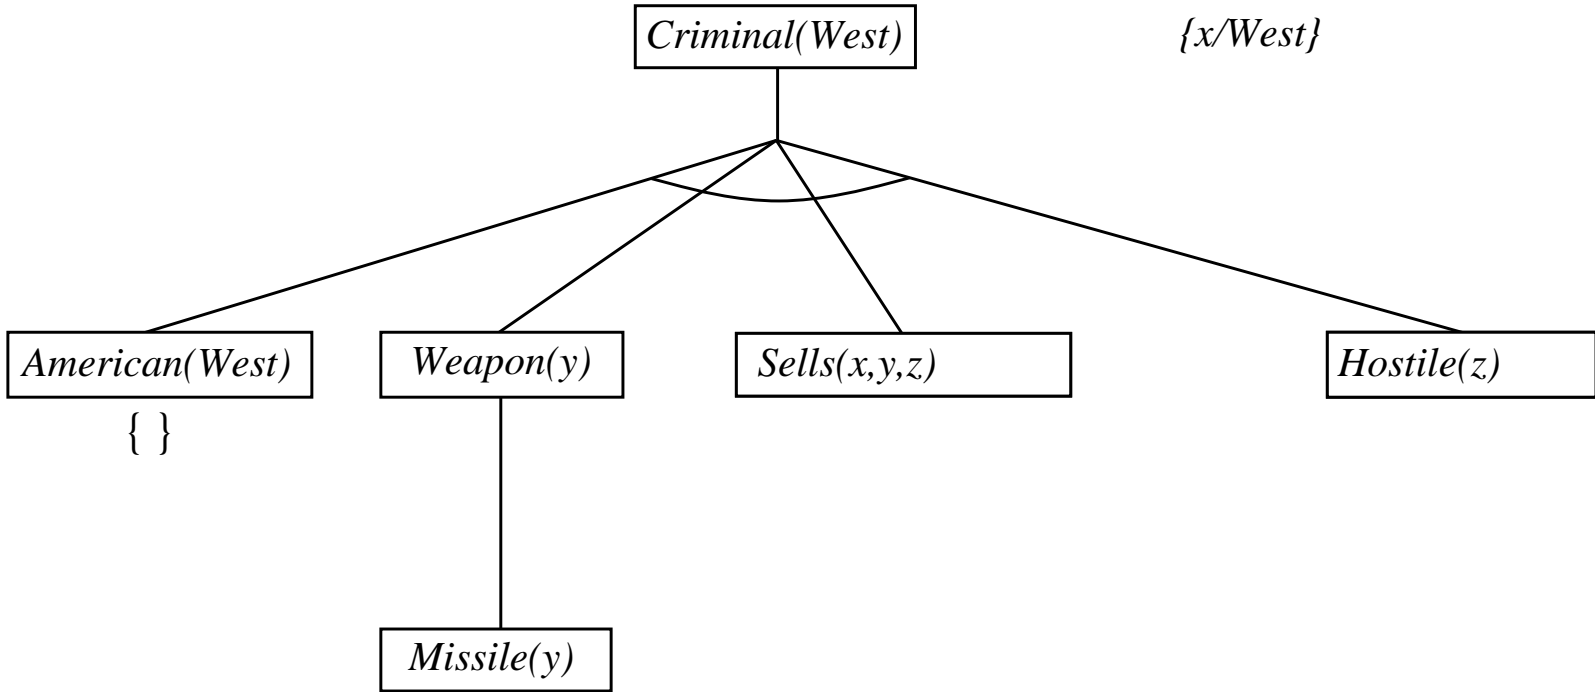 Criminal(West)
{x/West}
American(West)
Weapon(y)
Sells(x,y,z)
Hostile(z)
{ }
Missile(y)